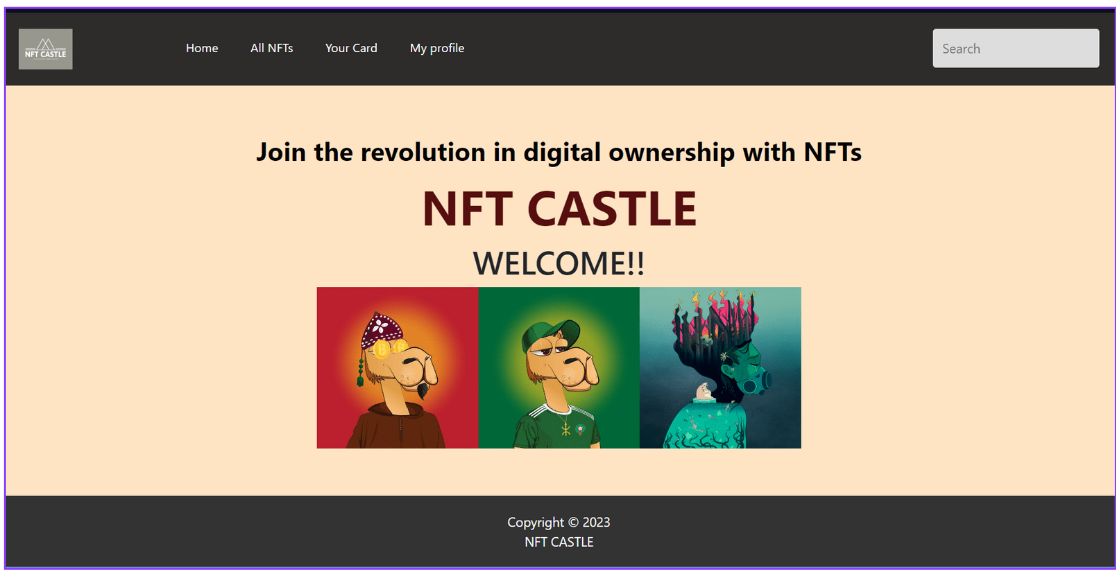 NFT CASTLE
Home
All NFTs
Your Card
My profile
Search
Join the revolution in digital ownership with NFTs
NFT CASTLE
WELCOME!!
Copyright © 2023
NFT CASTLE